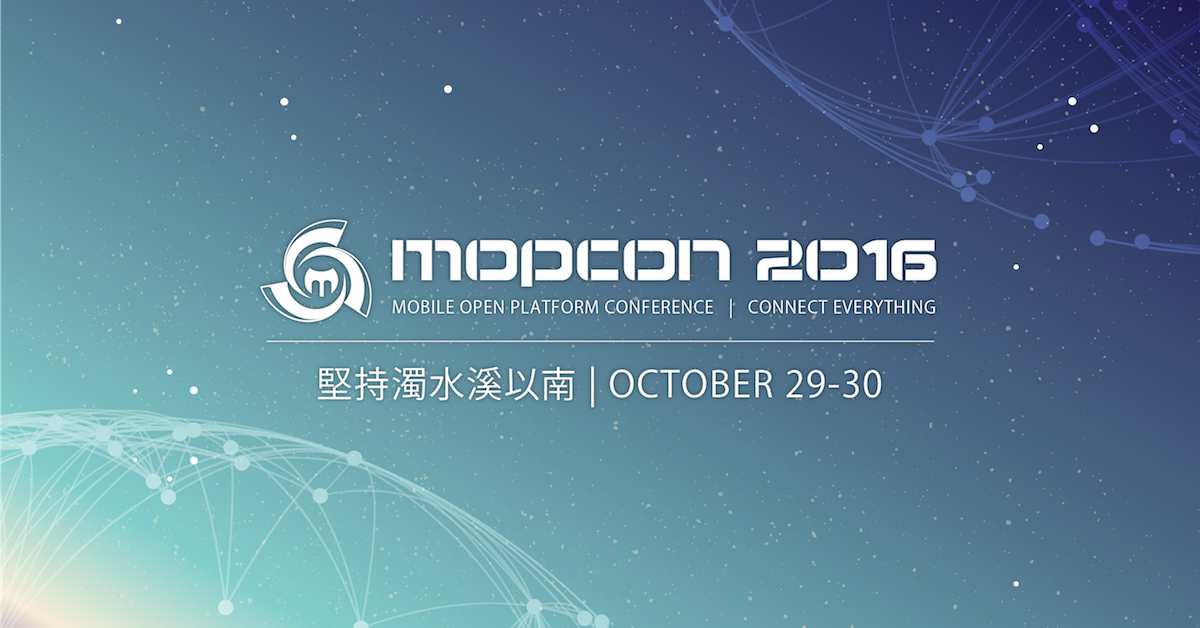 MOPCON 2016
MOBILE OPEN PLATFORM CONFERENCE | CONNECT EVERYTHING
堅持濁水溪以南 | OCTOBER 29-30